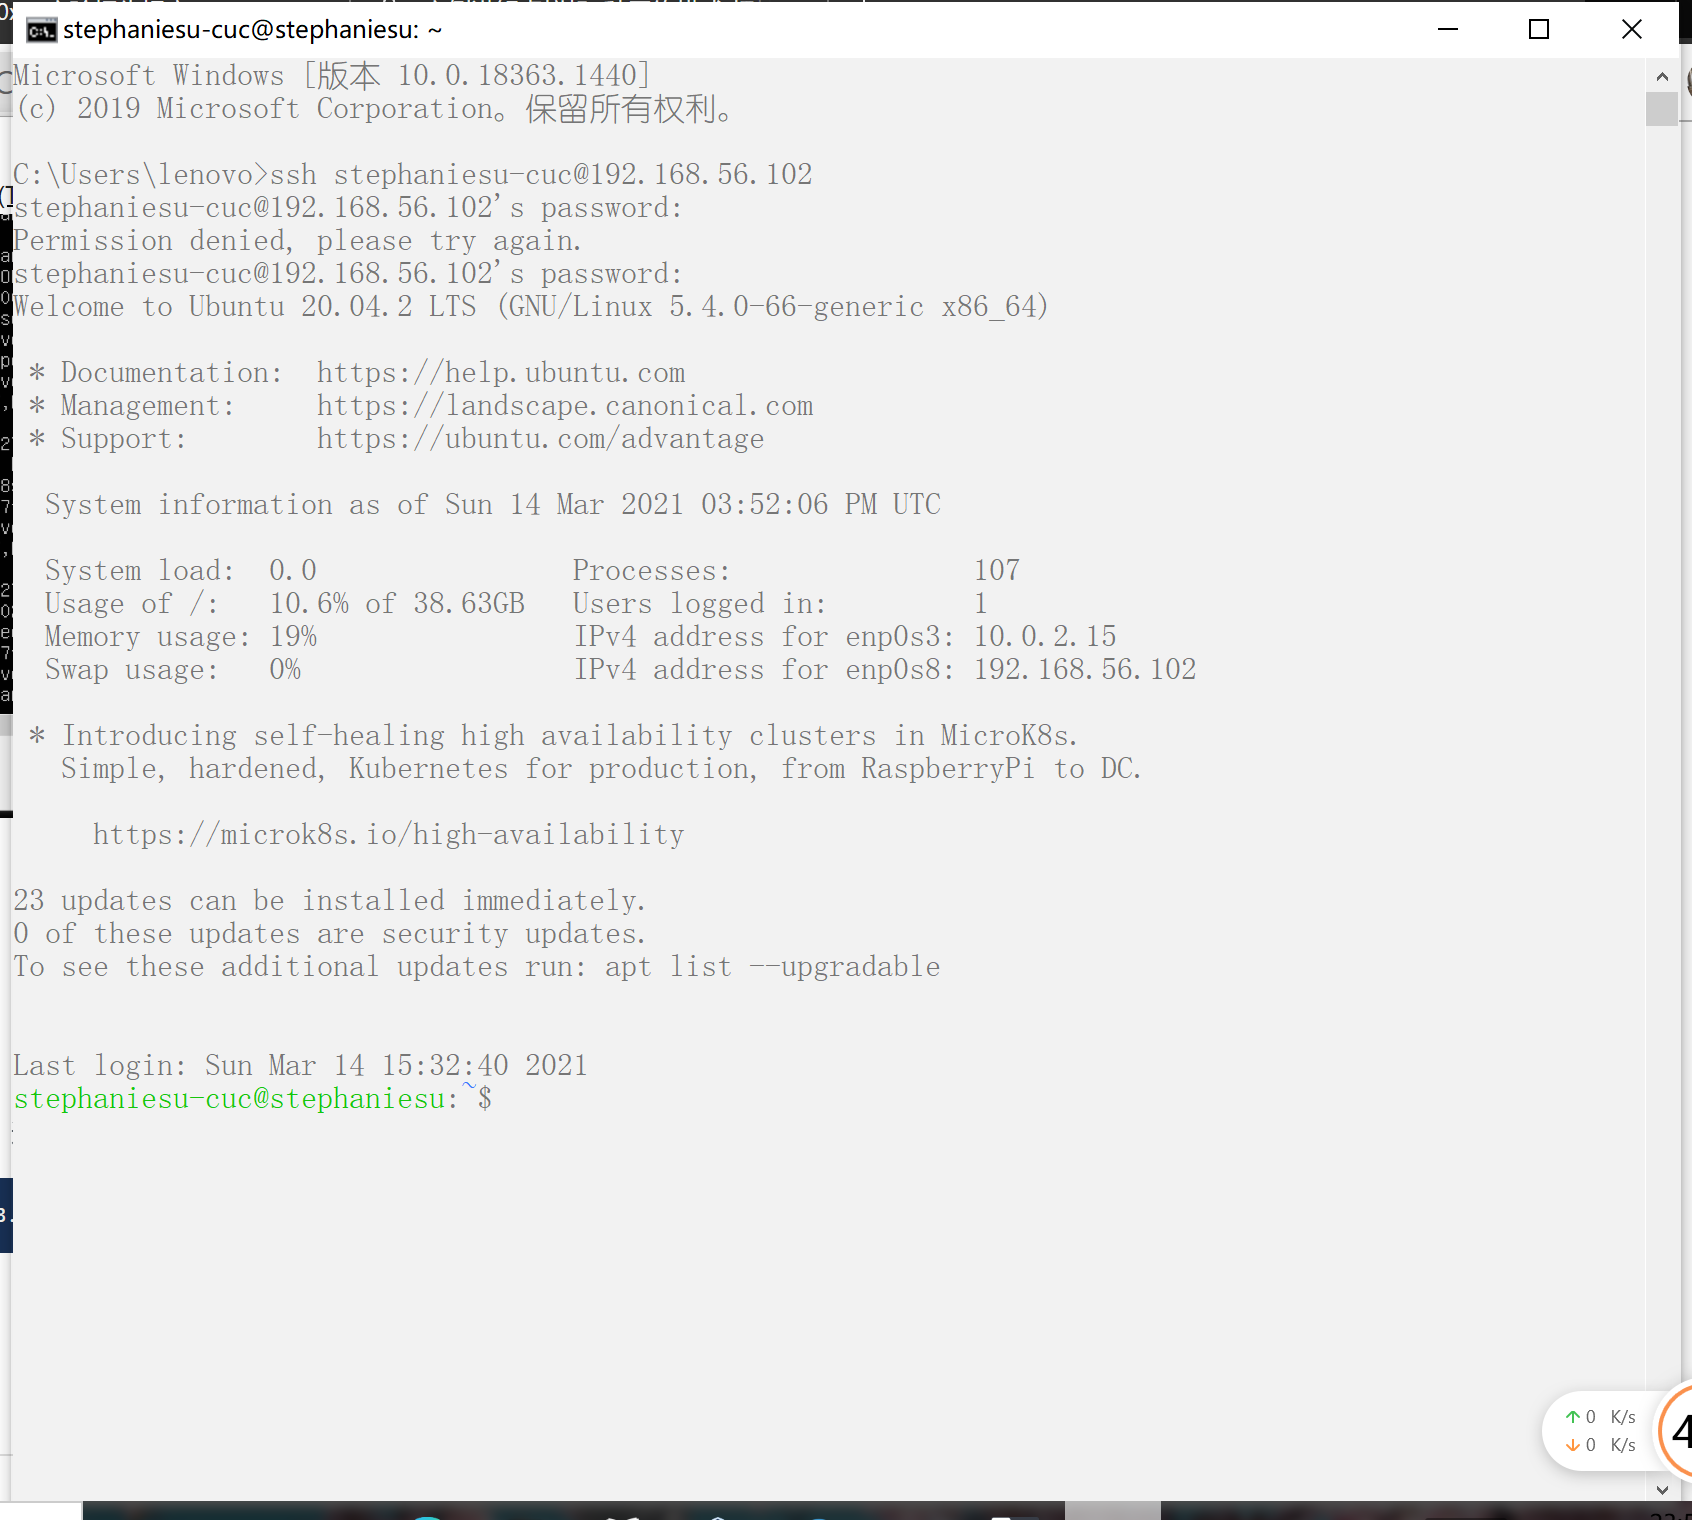 stephaniesu-cuc@stephaniesu: ~
Microsoft Windows [版本 10.0.18363.1440]
(c) 2019 Microsoft Corporation。保留所有权利。
C:\Users\lenovo>ssh stephaniesu-cuc@192.168.56.102
stephaniesu-cuc@192.168.56.102's password:
Permission denied, please try again.
stephaniesu-cuc@192.168.56.102's password:
Welcome to Ubuntu 20.04.2 LTS (GNU/Linux 5.4.0-66-generic x86_64)
* Documentation:  https://help.ubuntu.com
* Management:     https://landscape.canonical.com
* Support:        https://ubuntu.com/advantage
System information as of Sun 14 Mar 2021 03:52:06 PM UTC
System load:  0.0                Processes:               107
Usage of /:   10.6% of 38.63GB   Users logged in:         1
Memory usage: 19%                IPv4 address for enp0s3: 10.0.2.15
Swap usage:   0%                 IPv4 address for enp0s8: 192.168.56.102
* Introducing self-healing high availability clusters in MicroK8s.
Simple, hardened, Kubernetes for production, from RaspberryPi to DC.
https://microk8s.io/high-availability
23 updates can be installed immediately.
0 of these updates are security updates.
To see these additional updates run: apt list --upgradable
Last login: Sun Mar 14 15:32:40 2021
stephaniesu-cuc@stephaniesu:~$
↑ 0 K/s
↓ 0 K/s
4